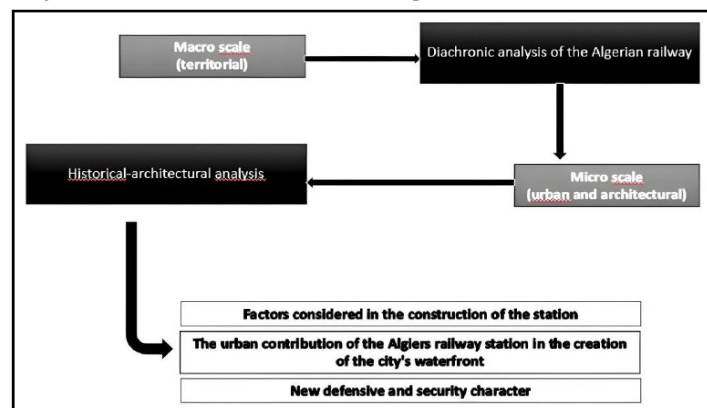 Macro scale
(territorial)
Diachronic analysis of the Algerian railway
Historical-architectural analysis
Micro scale
(urban and architectural)
Factors considered in the construction of the station
The urban contribution of the Algiers railway station in the creation
of the city's waterfront
New defensive and security character